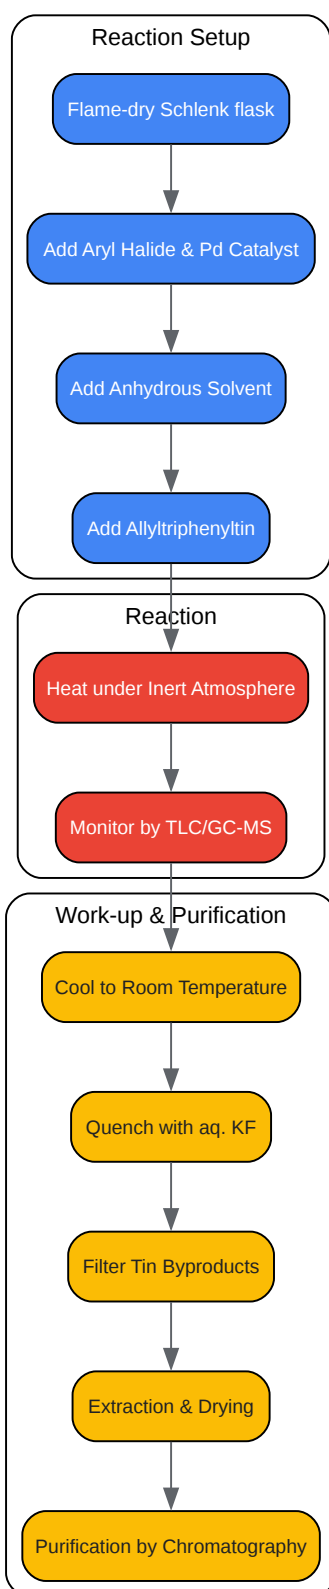 Reaction Setup
Flame-dry Schlenk flask
Add Aryl Halide & Pd Catalyst
Add Anhydrous Solvent
Add Allyltriphenyltin
Reaction
Heat under Inert Atmosphere
Monitor by TLC/GC-MS
Work-up & Purification
Cool to Room Temperature
Quench with aq. KF
Filter Tin Byproducts
Extraction & Drying
Purification by Chromatography